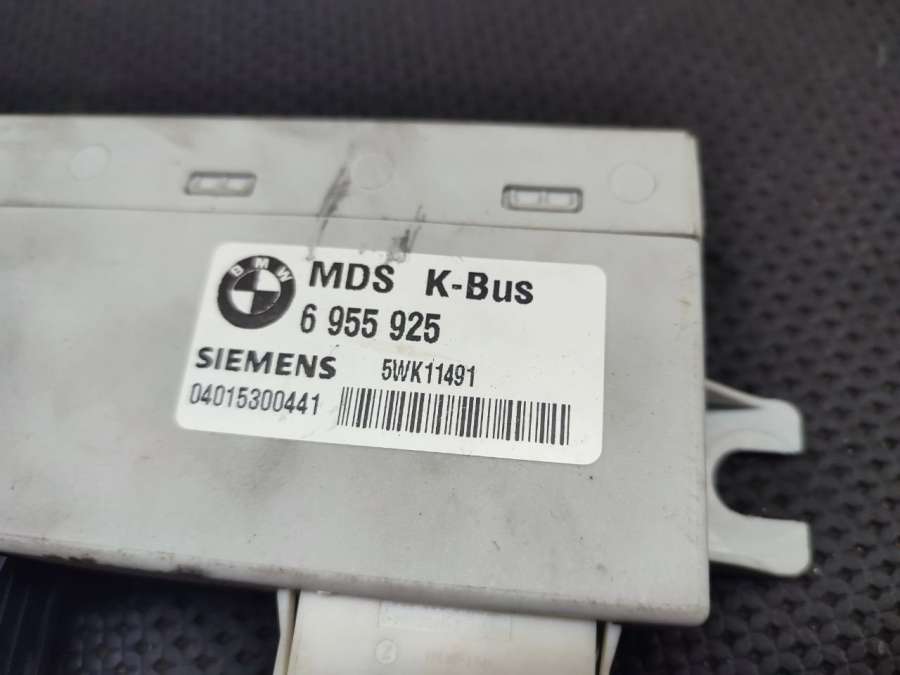 BMW
MDS K-Bus
6 955 925
SIEMENS 5WK11491
04015300441